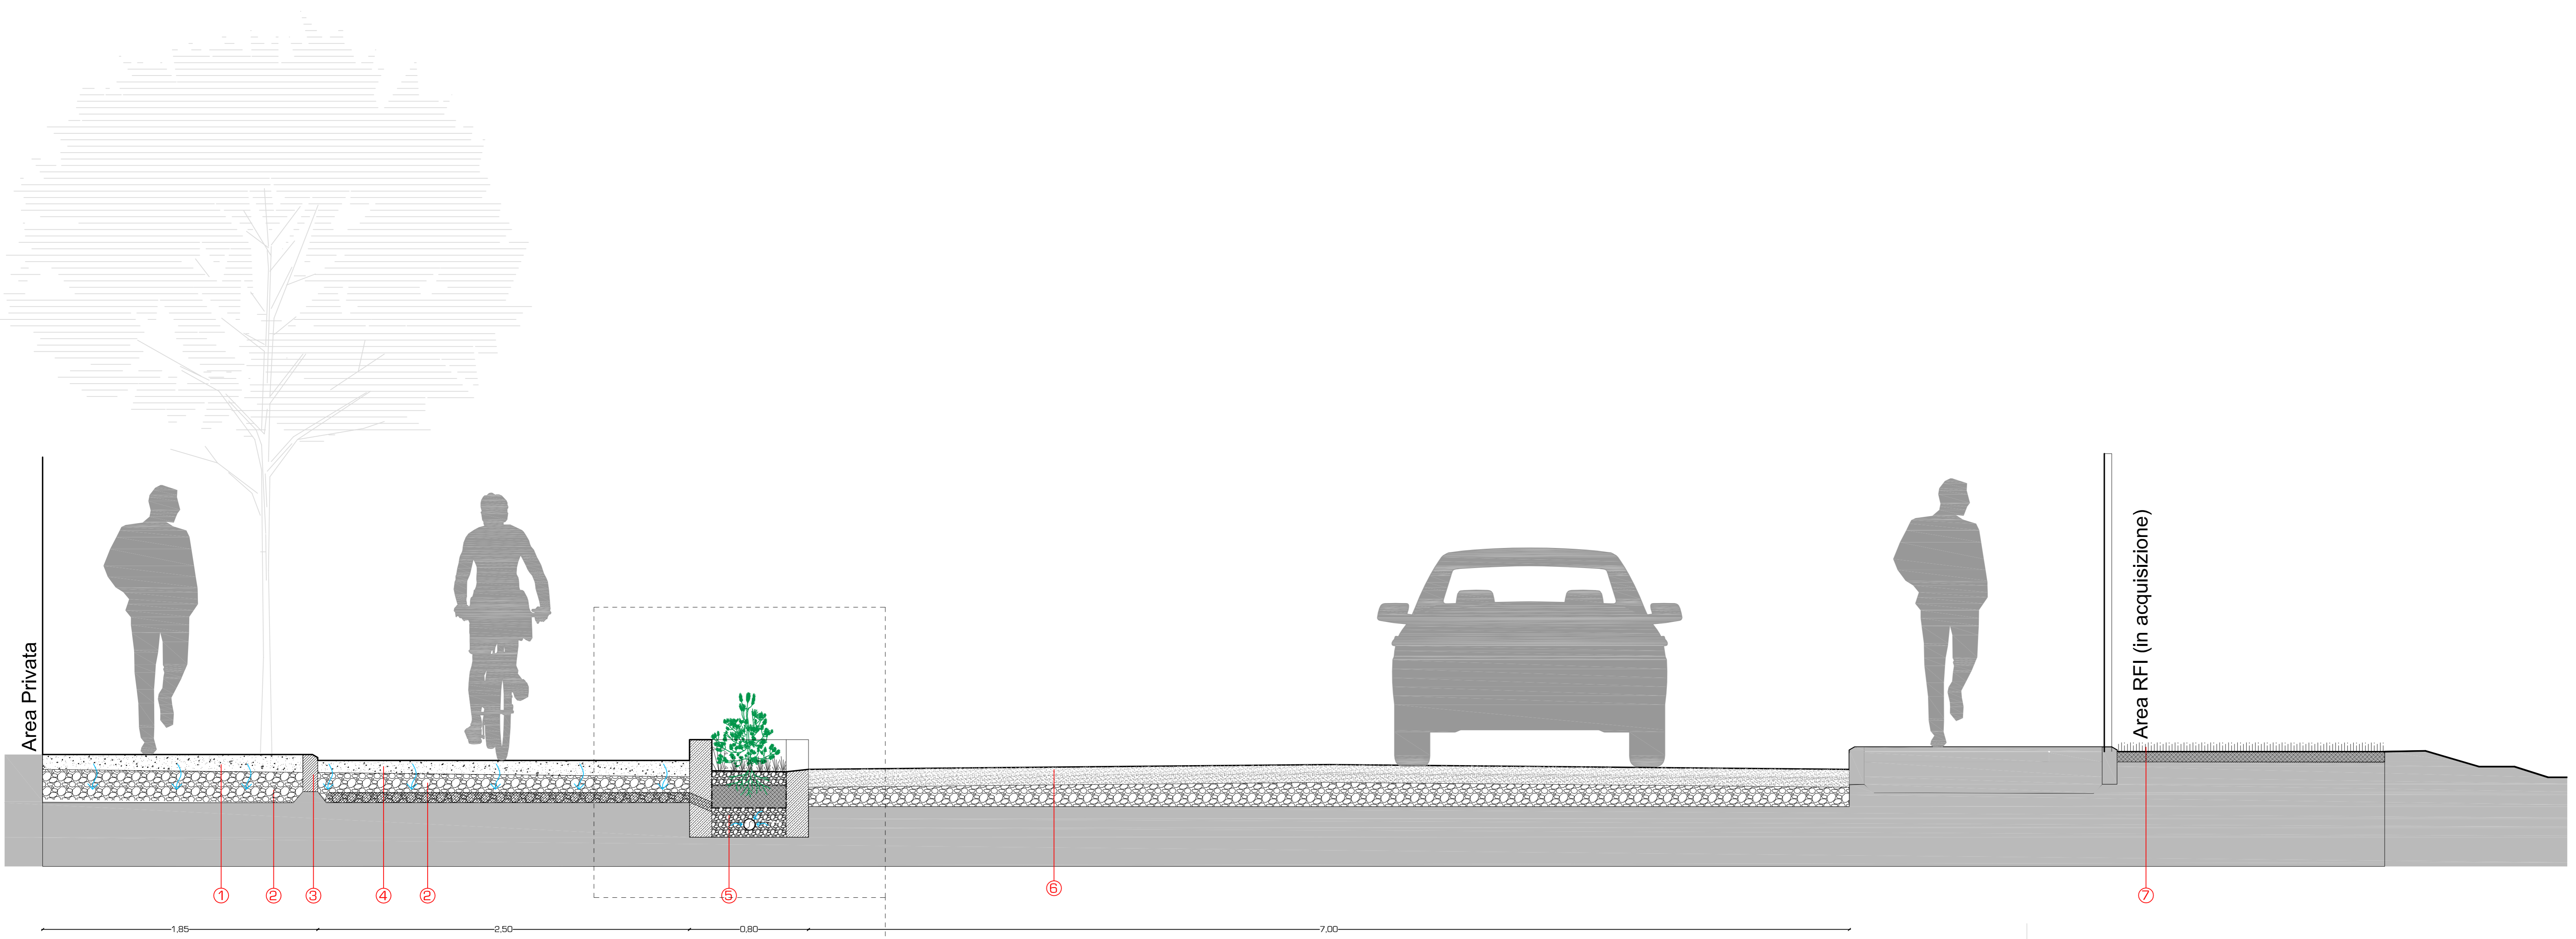 Area Privata
Area RFI (in acquisizione)
1 2 3 4 2 5 6 7
1,85 2,50 0,80 7,00